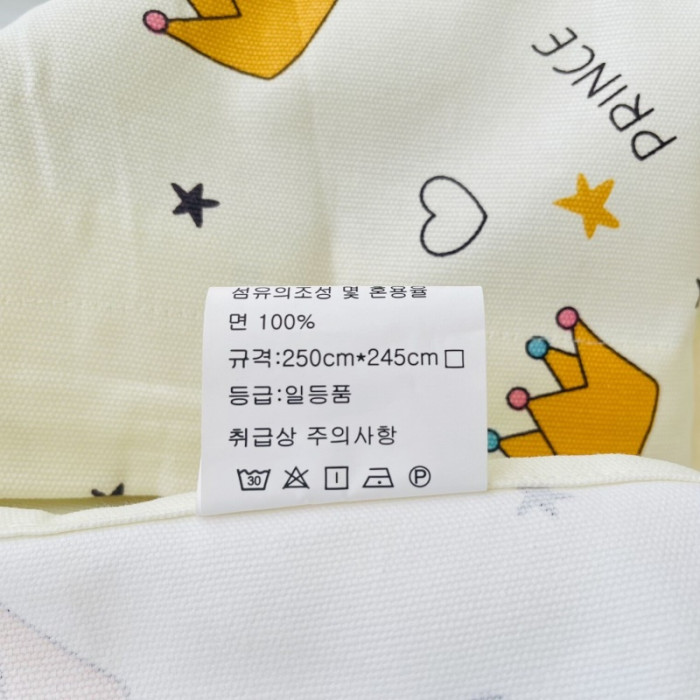 PRINCE
섬유의조성 및 혼용율
면 100%
규격:250cm*245cm□
등급:일등품
취급상 주의사항
30
P